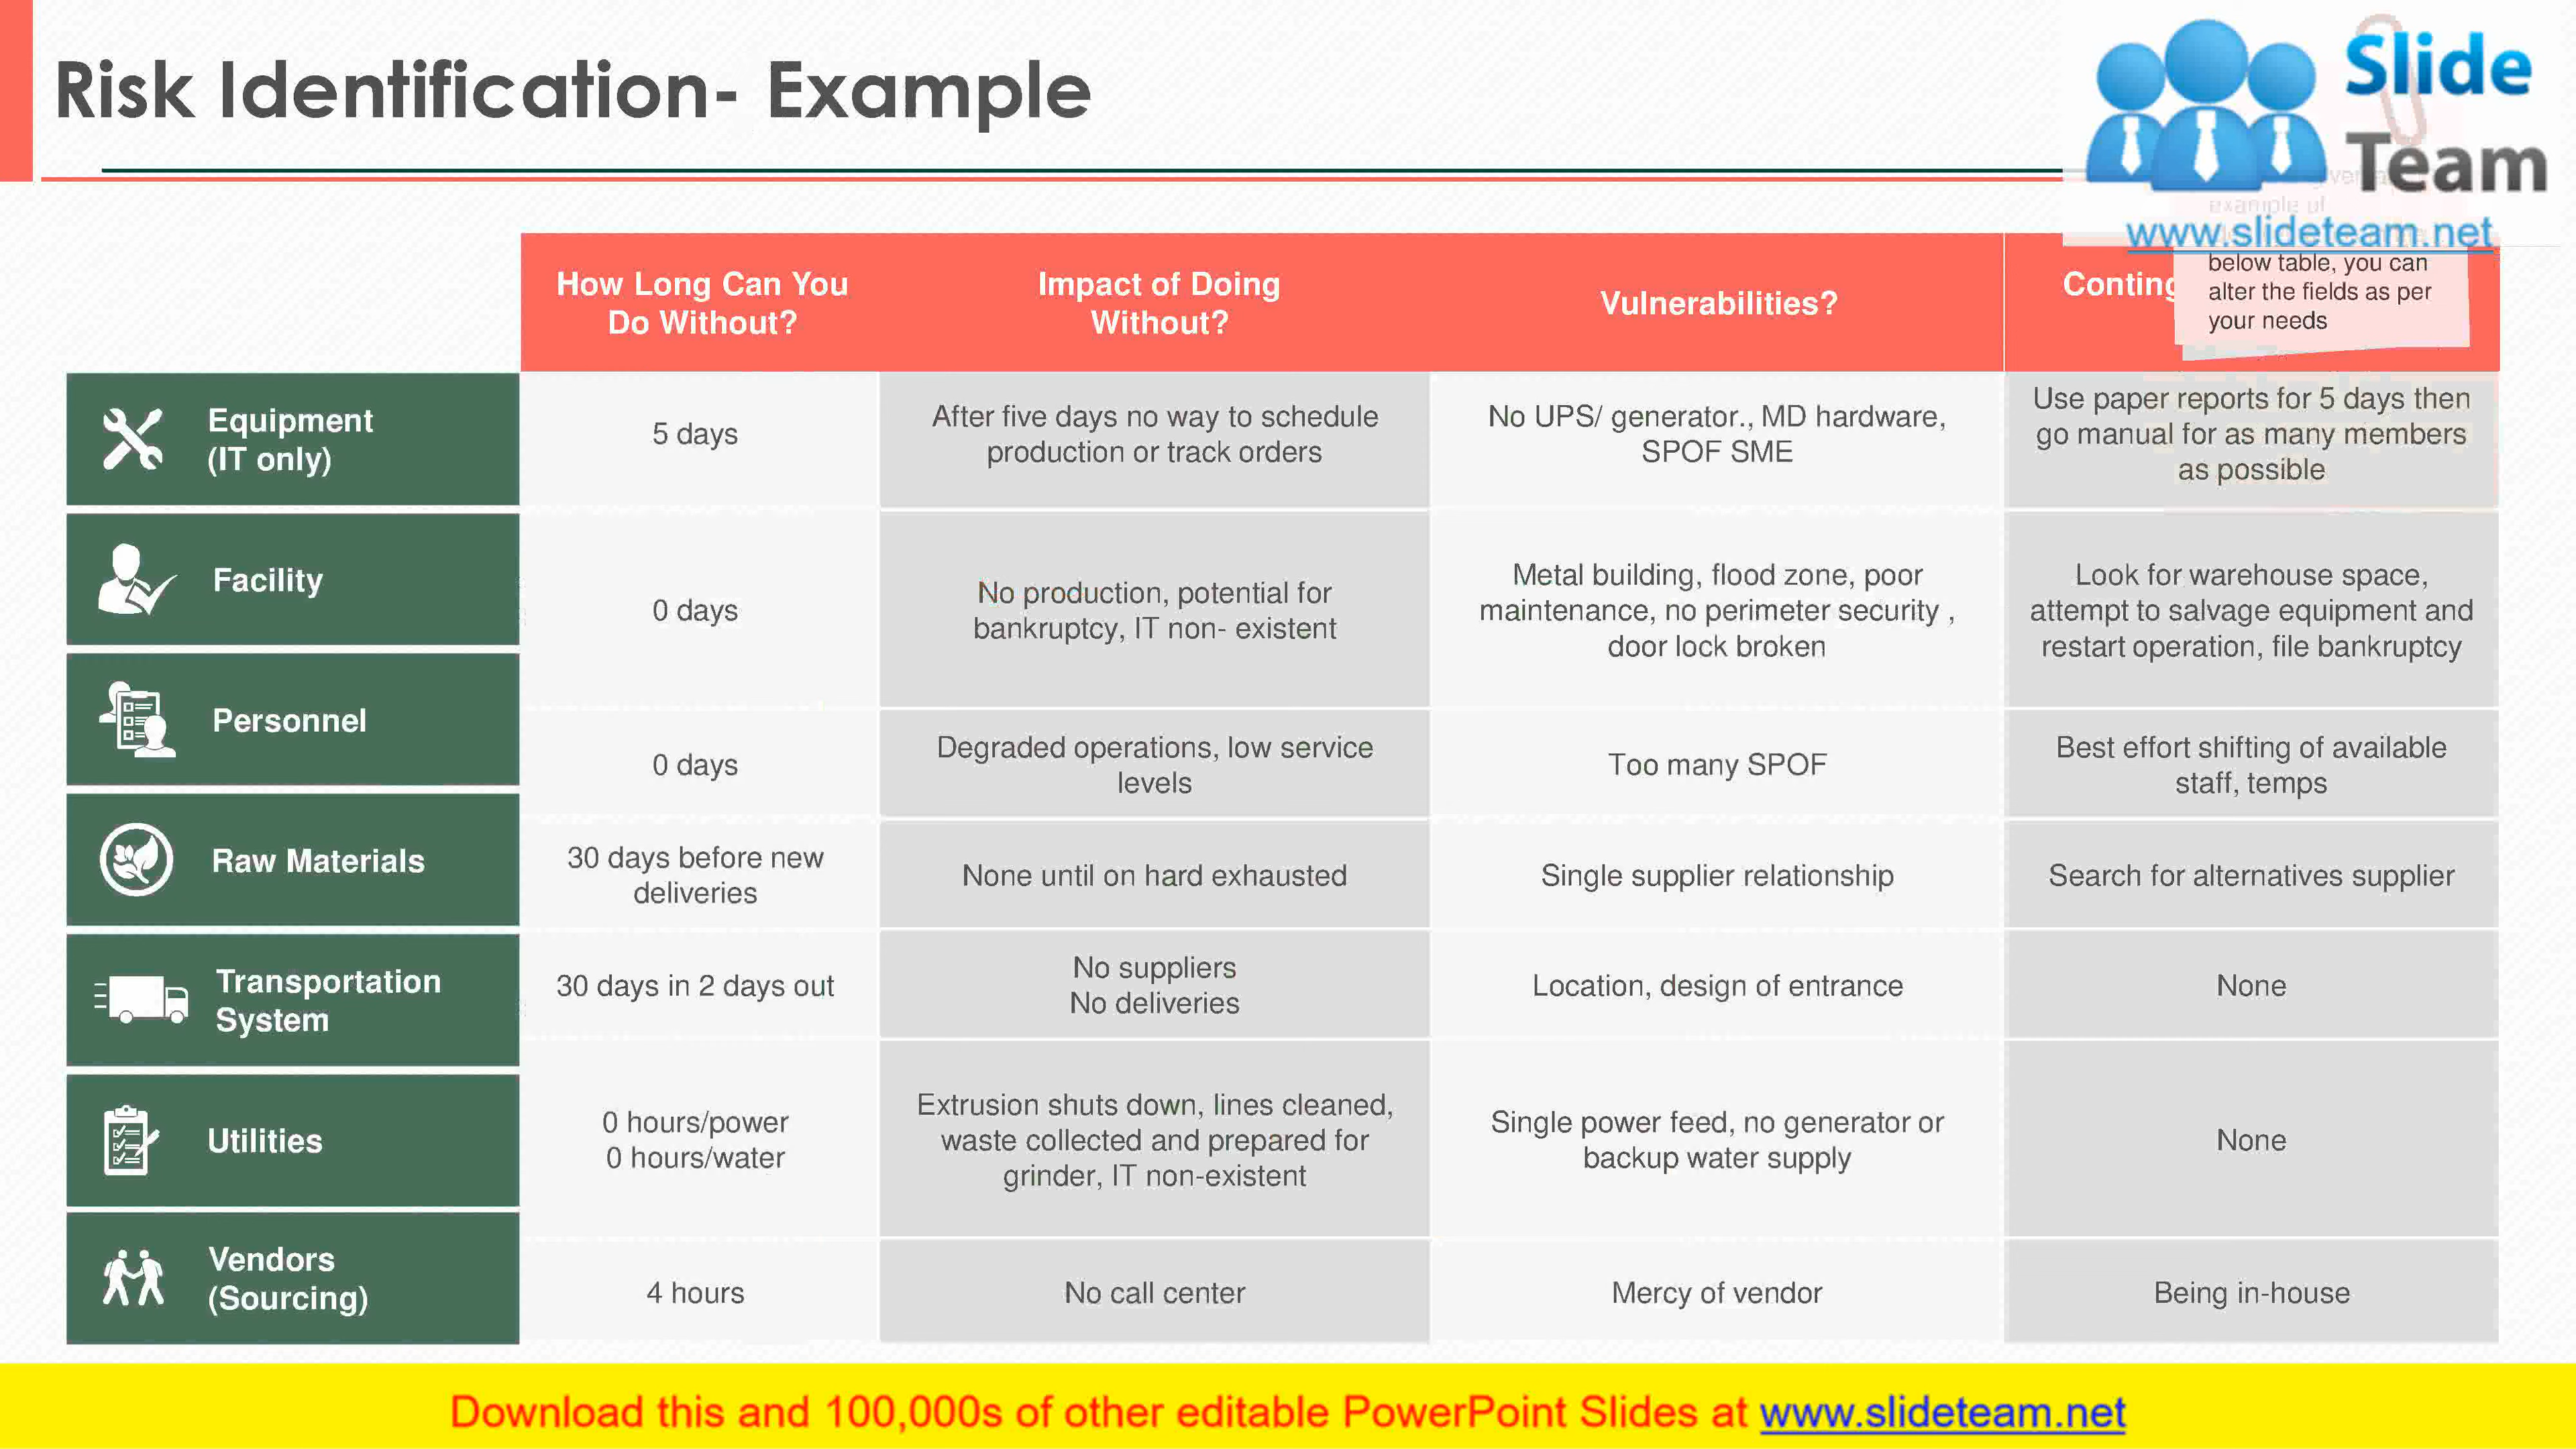 Risk Identification- Example
Slide
Team
example of
www.slideteam.net
below table, you can
alter the fields as per
your needs
How Long Can You
Do Without?
Impact of Doing
Without?
Vulnerabilities?
Equipment
(IT only)
5 days
After five days no way to schedule
production or track orders
No UPS/ generator., MD hardware,
SPOF SME
Use paper reports for 5 days then
go manual for as many members
as possible
Facility
0 days
No production, potential for
bankruptcy, IT non- existent
Metal building, flood zone, poor
maintenance, no perimeter security ,
door lock broken
Look for warehouse space,
attempt to salvage equipment and
restart operation, file bankruptcy
Personnel
0 days
Degraded operations, low service
levels
Too many SPOF
Best effort shifting of available
staff, temps
Raw Materials
30 days before new
deliveries
None until on hard exhausted
Single supplier relationship
Search for alternatives supplier
Transportation
System
30 days in 2 days out
No suppliers
No deliveries
Location, design of entrance
None
Utilities
0 hours/power
0 hours/water
Extrusion shuts down, lines cleaned,
waste collected and prepared for
grinder, IT non-existent
Single power feed, no generator or
backup water supply
None
Vendors
(Sourcing)
4 hours
No call center
Mercy of vendor
Being in-house
Download this and 100,000s of other editable PowerPoint Slides at www.slideteam.net